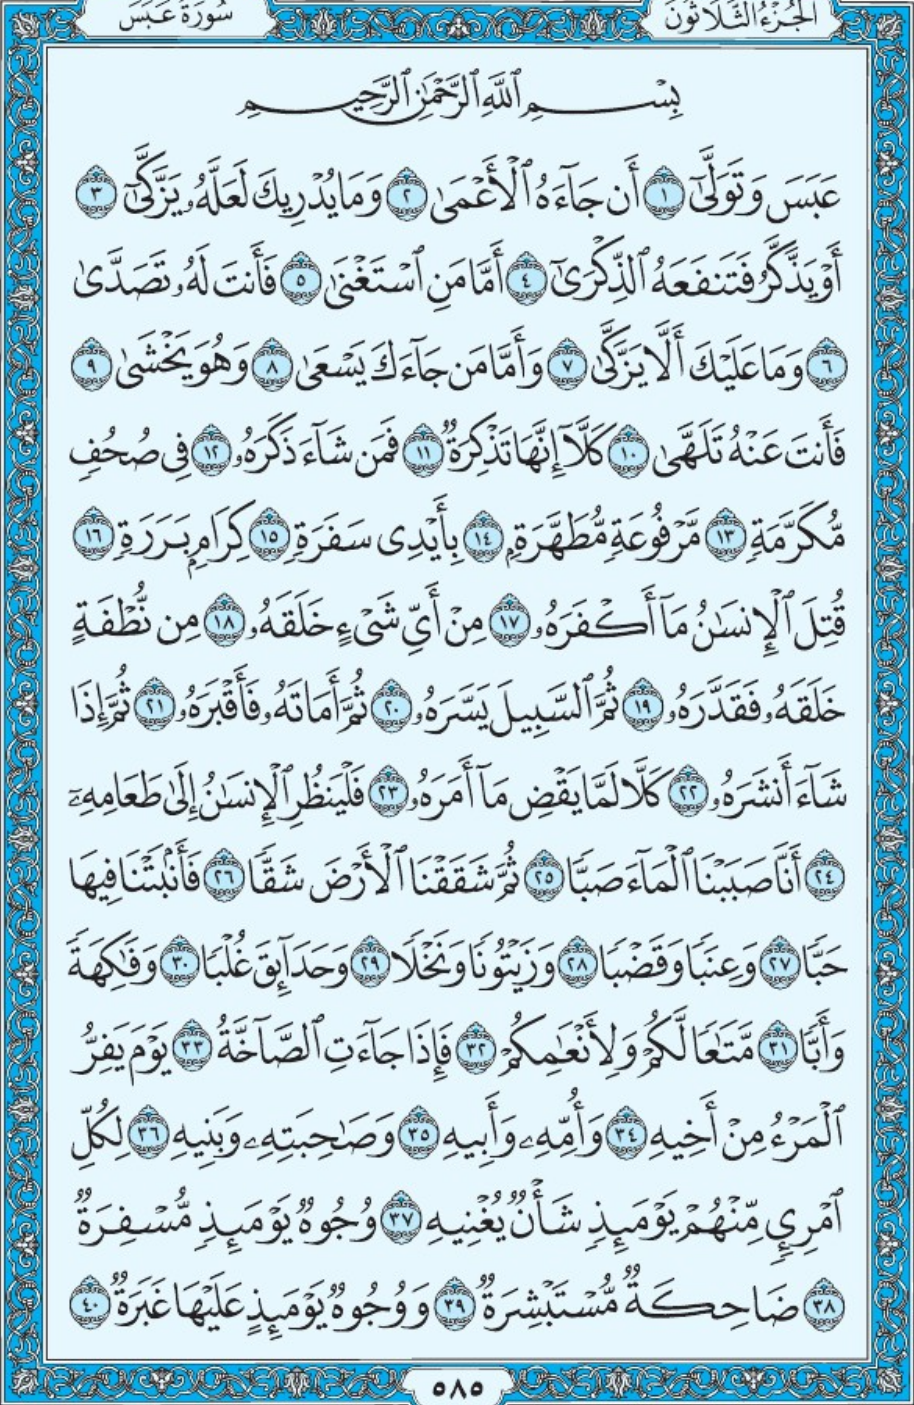 سُورَةُ عَبَسَ
الجُزْءُ الثَّلَاثُونَ
بِسْمِ ٱللَّهِ ٱلرَّحْمَٰنِ ٱلرَّحِيمِ
عَبَسَ وَتَوَلَّىٰٓ ١ أَن جَآءَهُ ٱلْأَعْمَىٰ ٢ وَمَا يُدْرِيكَ لَعَلَّهُۥ يَزَّكَّىٰٓ ٣
أَوْ يَذَّكَّرُ فَتَنفَعَهُ ٱلذِّكْرَىٰٓ ٤ أَمَّا مَنِ ٱسْتَغْنَىٰ ٥ فَأَنتَ لَهُۥ تَصَدَّىٰ
٦ وَمَا عَلَيْكَ أَلَّا يَزَّكَّىٰ ٧ وَأَمَّا مَن جَآءَكَ يَسْعَىٰ ٨ وَهُوَ يَخْشَىٰ ٩
فَأَنتَ عَنْهُ تَلَهَّىٰ ١٠ كَلَّآ إِنَّهَا تَذْكِرَةٌ ١١ فَمَن شَآءَ ذَكَرَهُۥ ١٢ فِى صُحُفٍ
مُّكَرَّمَةٍ ١٣ مَّرْفُوعَةٍ مُّطَهَّرَةٍۭ ١٤ بِأَيْدِى سَفَرَةٍ ١٥ كِرَامٍۭ بَرَرَةٍ ١٦
قُتِلَ ٱلْإِنسَٰنُ مَآ أَكْفَرَهُۥ ١٧ مِنْ أَىِّ شَىْءٍ خَلَقَهُۥ ١٨ مِن نُّطْفَةٍ
خَلَقَهُۥ فَقَدَّرَهُۥ ١٩ ثُمَّ ٱلسَّبِيلَ يَسَّرَهُۥ ٢٠ ثُمَّ أَمَاتَهُۥ فَأَقْبَرَهُۥ ٢١ ثُمَّ إِذَا
شَآءَ أَنشَرَهُۥ ٢٢ كَلَّا لَمَّا يَقْضِ مَآ أَمَرَهُۥ ٢٣ فَلْيَنظُرِ ٱلْإِنسَٰنُ إِلَىٰ طَعَامِهِۦٓ
٢٤ أَنَّا صَبَبْنَا ٱلْمَآءَ صَبًّا ٢٥ ثُمَّ شَقَقْنَا ٱلْأَرْضَ شَقًّا ٢٦ فَأَنۢبَتْنَا فِيهَا
حَبًّا ٢٧ وَعِنَبًا وَقَضْبًا ٢٨ وَزَيْتُونًا وَنَخْلًا ٢٩ وَحَدَآئِقَ غُلْبًا ٣٠ وَفَٰكِهَةً
وَأَبًّا ٣١ مَّتَٰعًا لَّكُمْ وَلِأَنْعَٰمِكُمْ ٣٢ فَإِذَا جَآءَتِ ٱلصَّآخَّةُ ٣٣ يَوْمَ يَفِرُّ
ٱلْمَرْءُ مِنْ أَخِيهِ ٣٤ وَأُمِّهِۦ وَأَبِيهِ ٣٥ وَصَٰحِبَتِهِۦ وَبَنِيهِ ٣٦ لِكُلِّ
ٱمْرِئٍ مِّنْهُمْ يَوْمَئِذٍ شَأْنٌ يُغْنِيهِ ٣٧ وُجُوهٌ يَوْمَئِذٍ مُّسْفِرَةٌ
٣٨ ضَاحِكَةٌ مُّسْتَبْشِرَةٌ ٣٩ وَوُجُوهٌ يَوْمَئِذٍ عَلَيْهَا غَبَرَةٌ ٤٠
٥٨٥